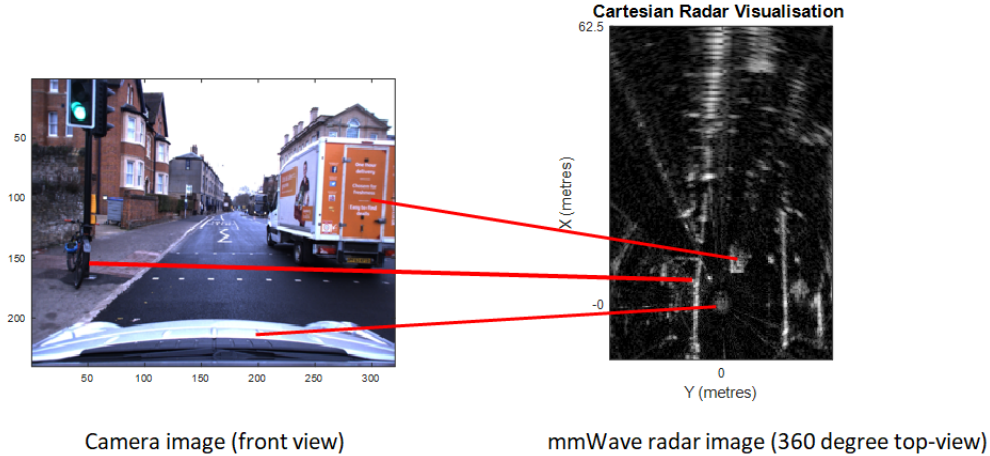 Cartesian Radar Visualisation
62.5
50
100
150
200
50
100
150
200
250
300
X (metres)
-0
0
Y (metres)
Camera image (front view)
mmWave radar image (360 degree top-view)